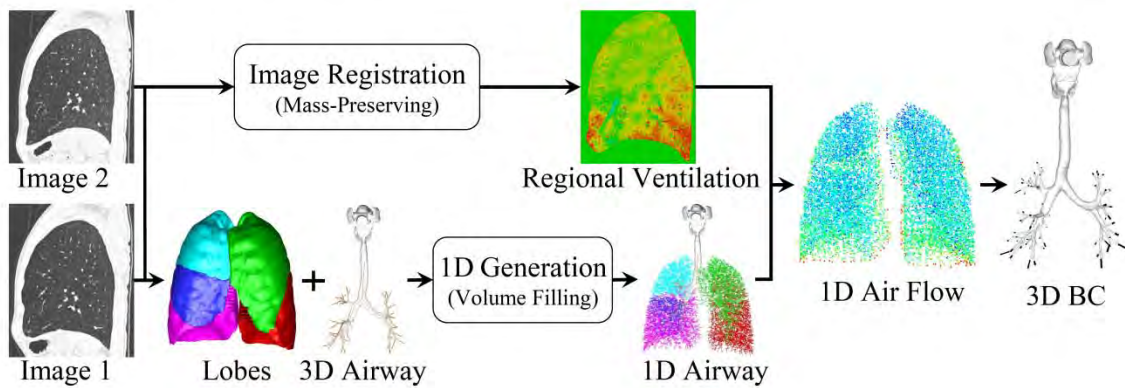 Image Registration
(Mass-Preserving)
Image 2
Regional Ventilation
1D Generation
(Volume Filling)
1D Air Flow
3D BC
Image 1
Lobes
3D Airway
1D Airway
+